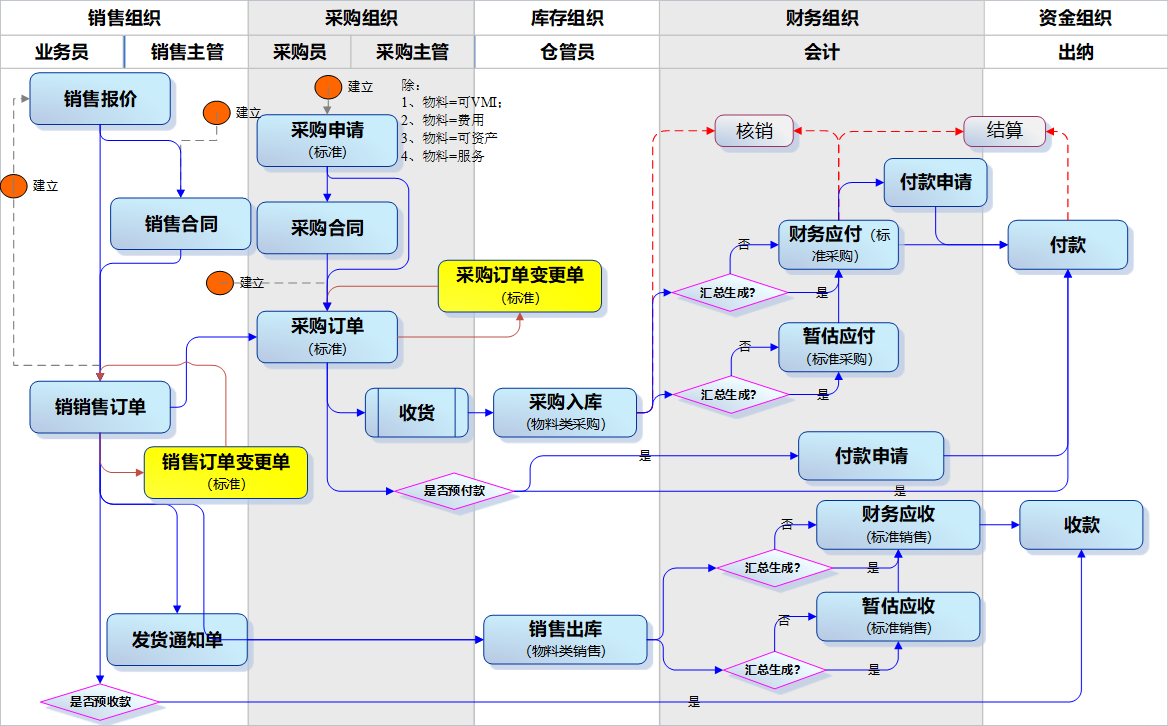 销售组织
采购组织
库存组织
财务组织
资金组织
业务员
销售主管
采购员
采购主管
仓管员
会计
出纳
销售报价
建立
建立
除：
1、物料=可VMI；
2、物料=费用
3、物料=可资产
4、物料=服务
采购申请
（标准）
核销
结算
建立
付款申请
销售合同
采购合同
财务应付（标
准采购）
付款
否
建立
采购订单变更单
（标准）
汇总生成？
是
采购订单
（标准）
暂估应付
（标准采购）
否
汇总生成？
是
销销售订单
收货
采购入库
（物料类采购）
销售订单变更单
（标准）
是
付款申请
是否预付款
是
财务应收
（标准销售）
收款
否
汇总生成？
是
发货通知单
销售出库
（物料类销售）
暂估应收
（标准销售）
否
汇总生成？
是
是否预收款
是